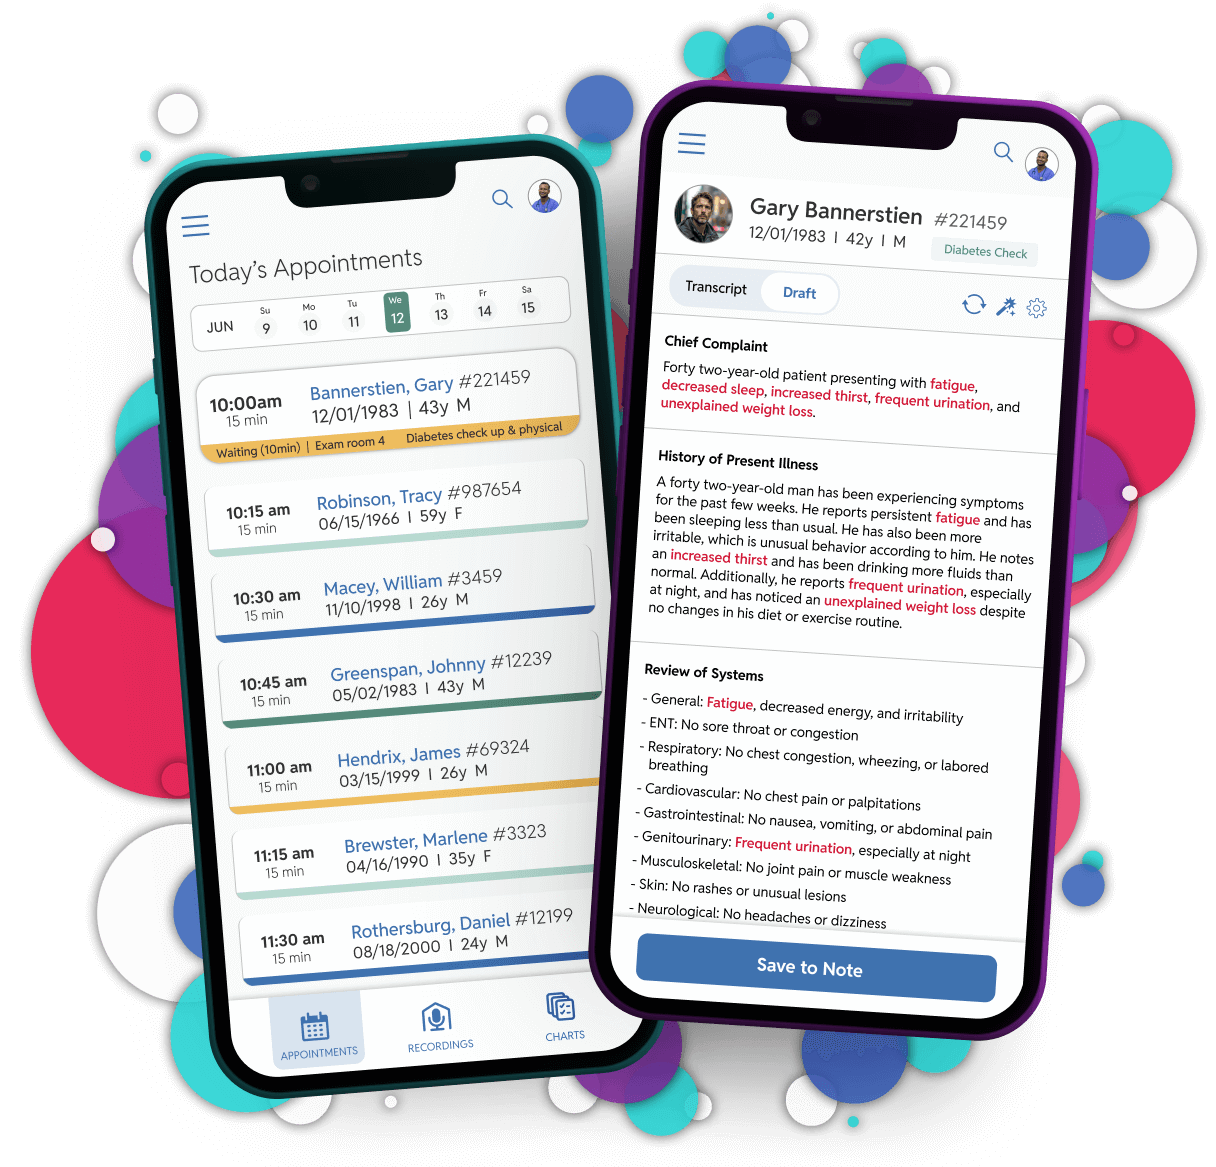 Today's Appointments
JUN
Su
9
Mo
10
Tu
11
We
12
Th
13
Fr
14
Sa
15
10:00am
15 min
Bannerstien, Gary #221459
12/01/1983 | 43y M
Waiting (10min) | Exam room 4 Diabetes check up & physical
10:15 am
15 min
Robinson, Tracy #987654
06/15/1966 I 59y F
10:30 am
15 min
Macey, William #3459
11/10/1998 I 26y M
10:45 am
15 min
Greenspan, Johnny #12239
05/02/1983 I 43y M
11:00 am
15 min
Hendrix, James #69324
03/15/1999 I 26y M
11:15 am
15 min
Brewster, Marlene #3323
04/16/1990 I 35y F
11:30 am
15 min
Rothersburg, Daniel #12199
08/18/2000 I 24y M
APPOINTMENTS
RECORDINGS
CHARTS
Gary Bannerstien #221459
12/01/1983 I 42y I M
Diabetes Check
Transcript
Draft
Chief Complaint
Forty two-year-old patient presenting with fatigue,
decreased sleep, increased thirst, frequent urination, and
unexplained weight loss.
History of Present Illness
A forty two-year-old man has been experiencing symptoms
for the past few weeks. He reports persistent fatigue and has
been sleeping less than usual. He has also been more
irritable, which is unusual behavior according to him. He notes
an increased thirst and has been drinking more fluids than
normal. Additionally, he reports frequent urination, especially
at night, and has noticed an unexplained weight loss despite
no changes in his diet or exercise routine.
Review of Systems
- General: Fatigue, decreased energy, and irritability
- ENT: No sore throat or congestion
- Respiratory: No chest congestion, wheezing, or labored
breathing
- Cardiovascular: No chest pain or palpitations
- Gastrointestinal: No nausea, vomiting, or abdominal pain
- Genitourinary: Frequent urination, especially at night
- Musculoskeletal: No joint pain or muscle weakness
- Skin: No rashes or unusual lesions
- Neurological: No headaches or dizziness
Save to Note